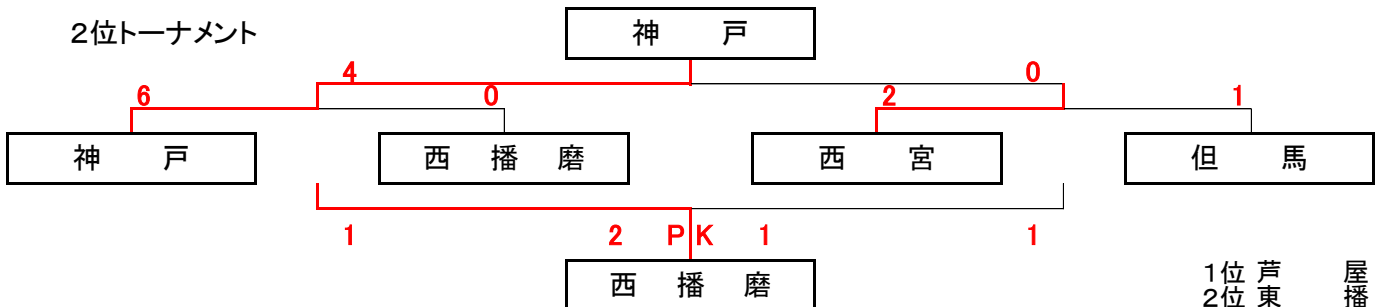 ２位トーナメント
神　戸
4 0
6 0 2 1
神　戸 西　播　磨 西　宮 但　馬
1 2 ＰＫ 1 1
西　播　磨
1位 芦　屋
2位 東　播